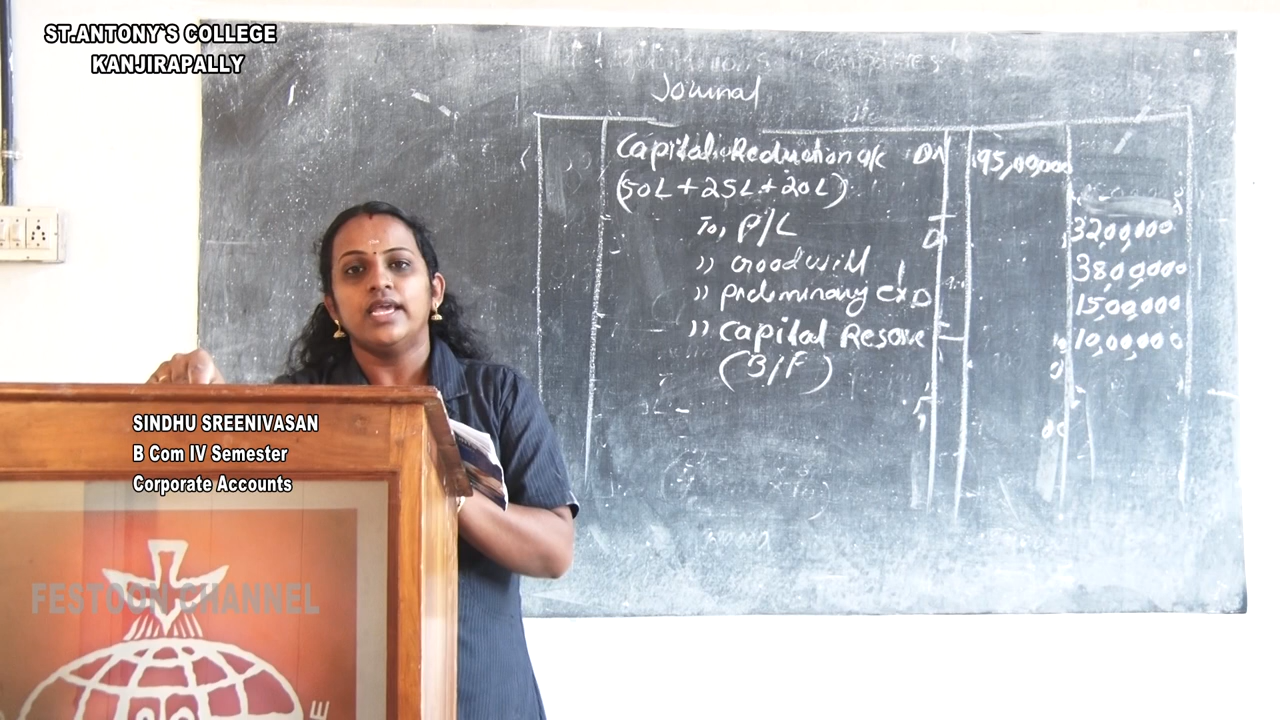 ST.ANTONY`S COLLEGE
KANJIRAPALLY
Journal
Capital Reduction a/c Dr 95,00,000
(50L + 25L + 20L)
To, P/L 32,00,000
,, Goodwill 38,00,000
,, Preliminary Ex 15,00,000
,, Capital Reserve 10,00,000
(B/F)
SINDHU SREENIVASAN
B Com IV Semester
Corporate Accounts
FESTOON CHANNEL